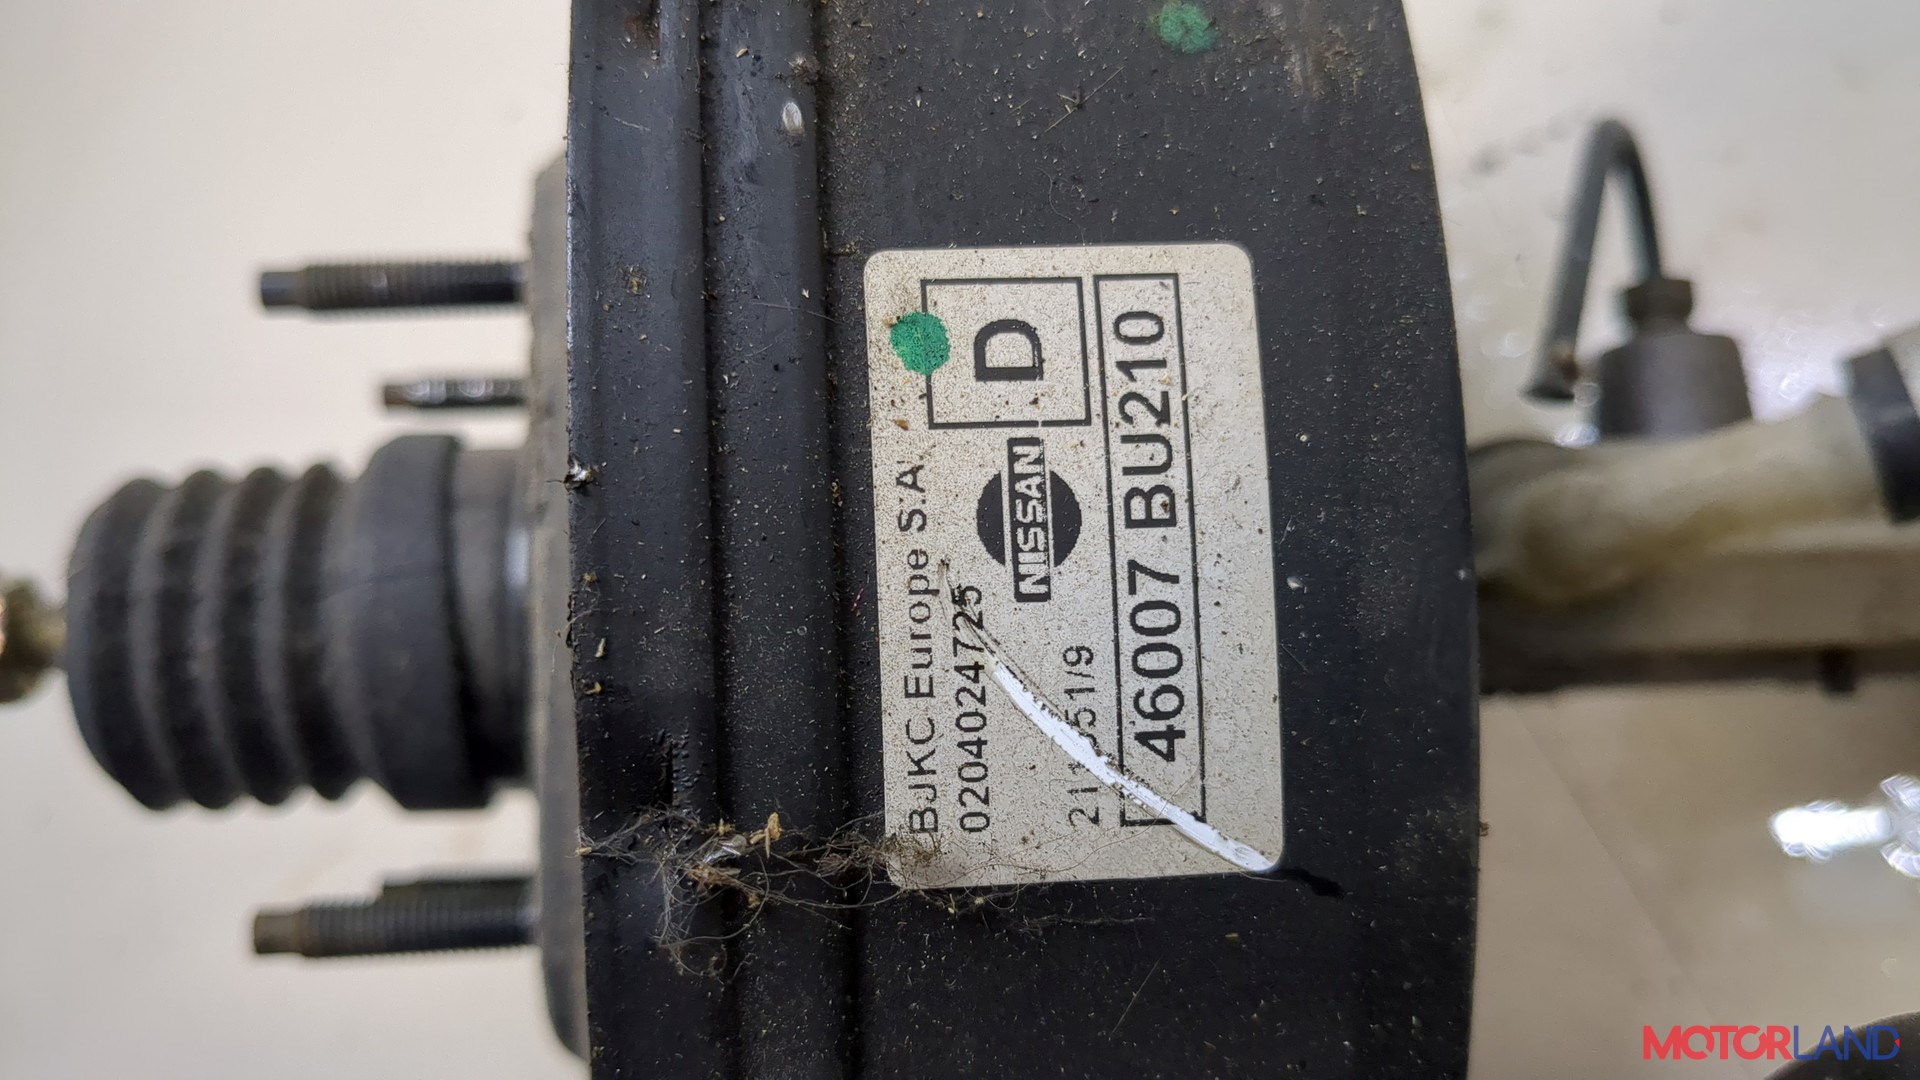 BJKC Europe S.A.
D
0204024725
NISSAN
46007 BU210
MOTORLAND